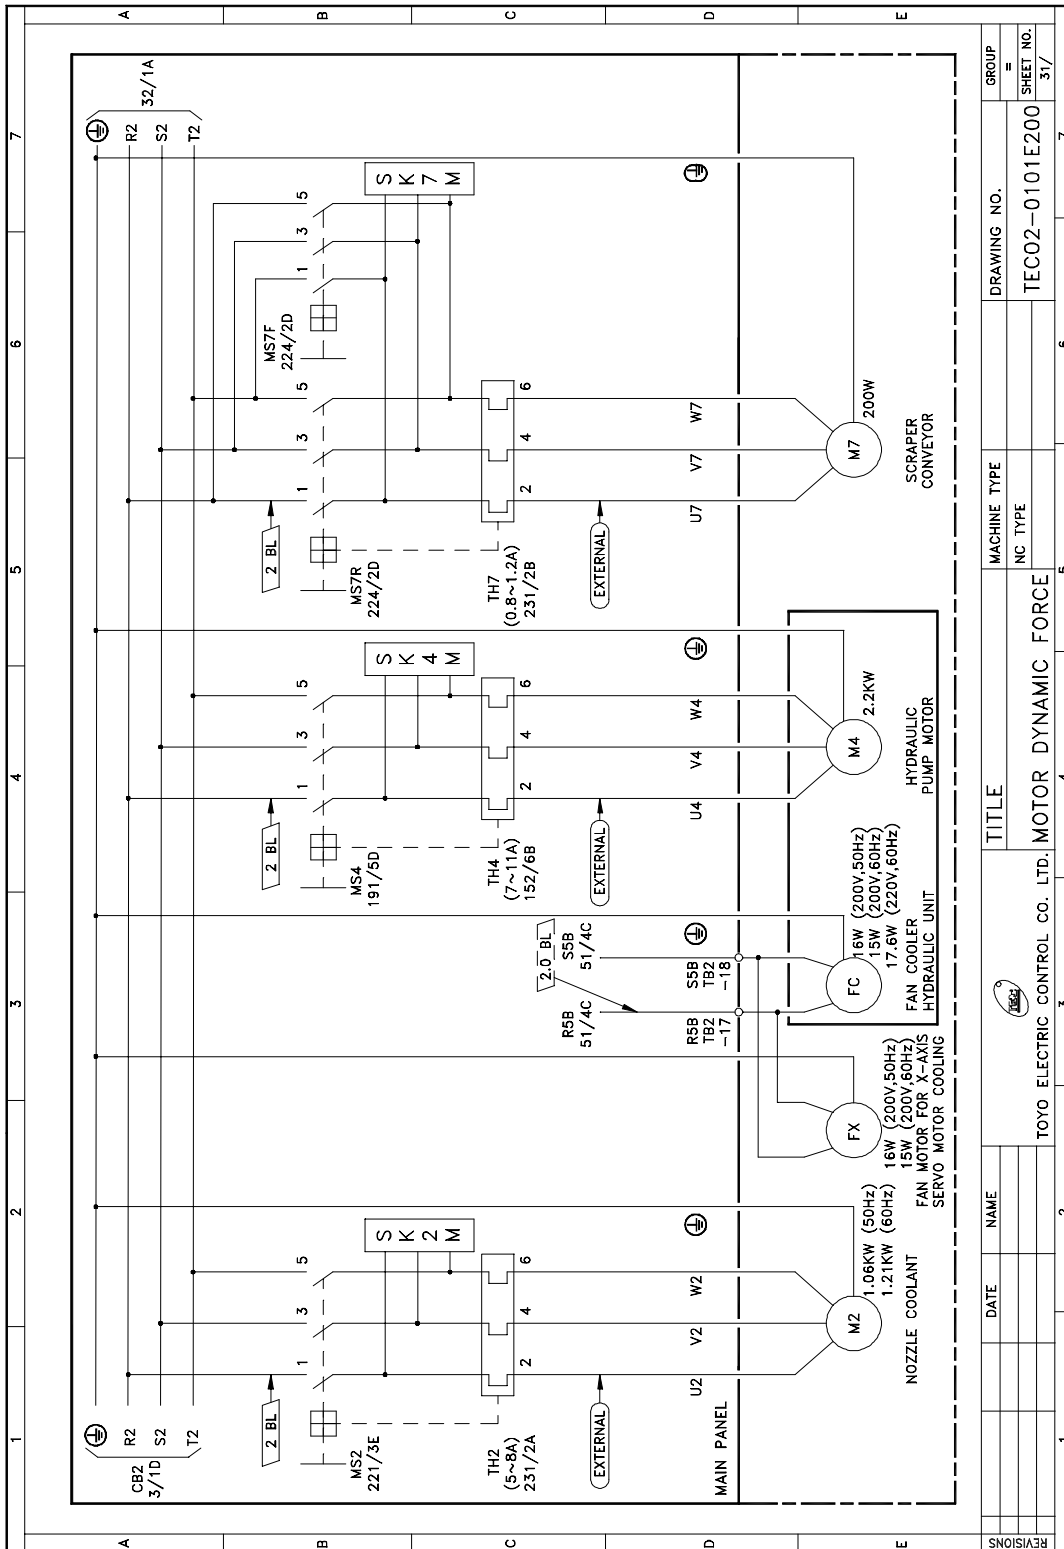 1
2
3
4
5
6
7
A
B
C
D
E
CB2
3/1D
R2
S2
T2
R2
S2
T2
32/1A
2 BL
MS2
221/3E
1
3
5
S K 2 M
TH2
(5~8A)
231/2A
2
4
6
EXTERNAL
U2
V2
W2
MAIN PANEL
M2
1.06KW (50Hz)
1.21KW (60Hz)
NOZZLE COOLANT
FX
16W (200V,50Hz)
15W (200V,60Hz)
FAN MOTOR FOR X-AXIS
SERVO MOTOR COOLING
2.0 BL
R5B
51/4C
S5B
51/4C
R5B
TB2
-17
S5B
TB2
-18
FC
16W (200V,50Hz)
15W (200V,60Hz)
17.6W (220V,60Hz)
FAN COOLER
HYDRAULIC UNIT
2 BL
MS4
191/5D
1
3
5
S K 4 M
TH4
(7~11A)
152/6B
2
4
6
EXTERNAL
U4
V4
W4
M4
2.2KW
HYDRAULIC
PUMP MOTOR
2 BL
MS7R
224/2D
1
3
5
MS7F
224/2D
1
3
5
S K 7 M
TH7
(0.8~1.2A)
231/2B
2
4
6
EXTERNAL
U7
V7
W7
M7
200W
SCRAPER
CONVEYOR
A
B
C
D
E
REVISIONS
DATE
NAME
TEC
TOYO ELECTRIC CONTROL CO. LTD.
TITLE
MOTOR DYNAMIC FORCE
MACHINE TYPE
NC TYPE
DRAWING NO.
TECO2-0101E200
GROUP
=
SHEET NO.
31/
1
2
3
4
5
6
7